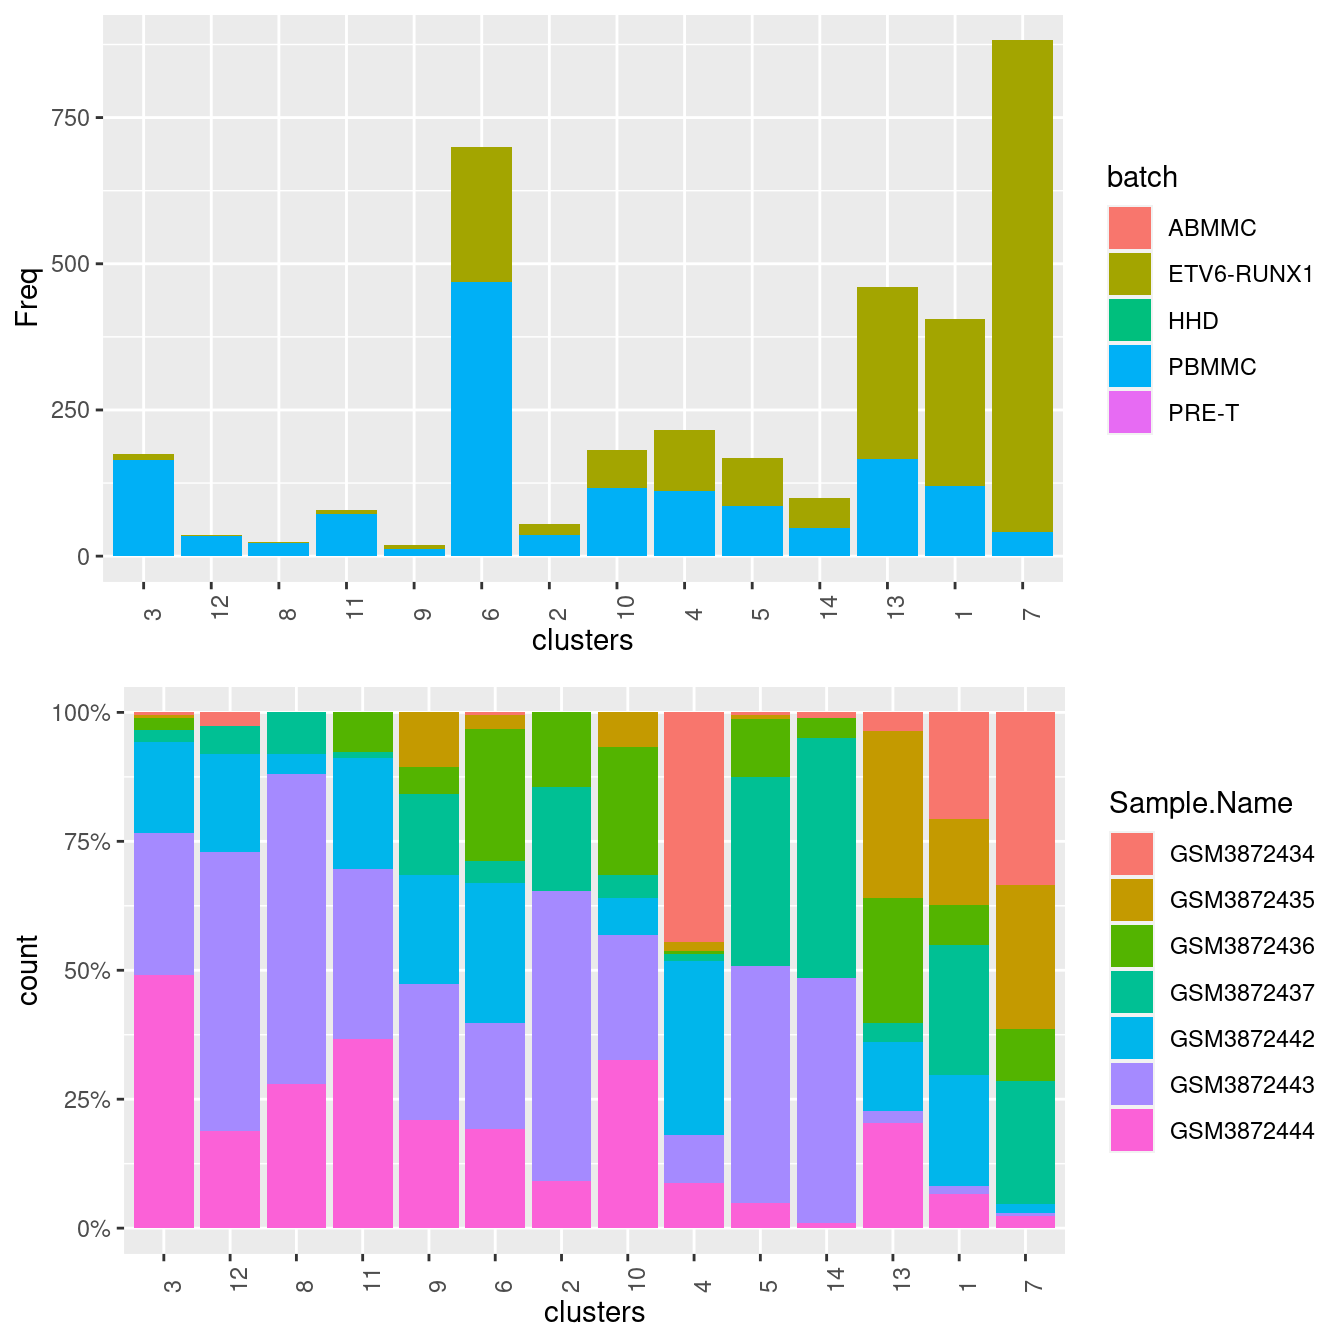 750
500
250
0
Freq
3 12 8 11 9 6 2 10 4 5 14 13 1 7
clusters
batch
ABMMC
ETV6-RUNX1
HHD
PBMMC
PRE-T
100%
75%
50%
25%
0%
count
3 12 8 11 9 6 2 10 4 5 14 13 1 7
clusters
Sample.Name
GSM3872434
GSM3872435
GSM3872436
GSM3872437
GSM3872442
GSM3872443
GSM3872444